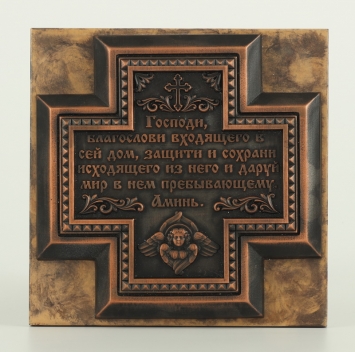 Господи,
благослови входящего в
сей дом, защити и сохрани
исходящего из него и даруй
мир в нем пребывающему
Аминь.